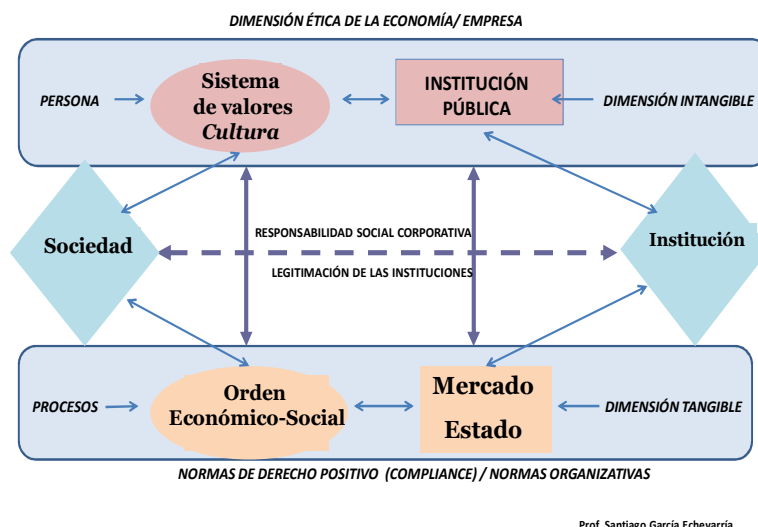 DIMENSIÓN ÉTICA DE LA ECONOMÍA/ EMPRESA
PERSONA
Sistema
de valores
Cultura
INSTITUCIÓN
PÚBLICA
DIMENSIÓN INTANGIBLE
Sociedad
RESPONSABILIDAD SOCIAL CORPORATIVA
LEGITIMACIÓN DE LAS INSTITUCIONES
Institución
PROCESOS
Orden
Económico-Social
Mercado
Estado
DIMENSIÓN TANGIBLE
NORMAS DE DERECHO POSITIVO (COMPLIANCE) / NORMAS ORGANIZATIVAS
Prof. Santiago García Echevarría